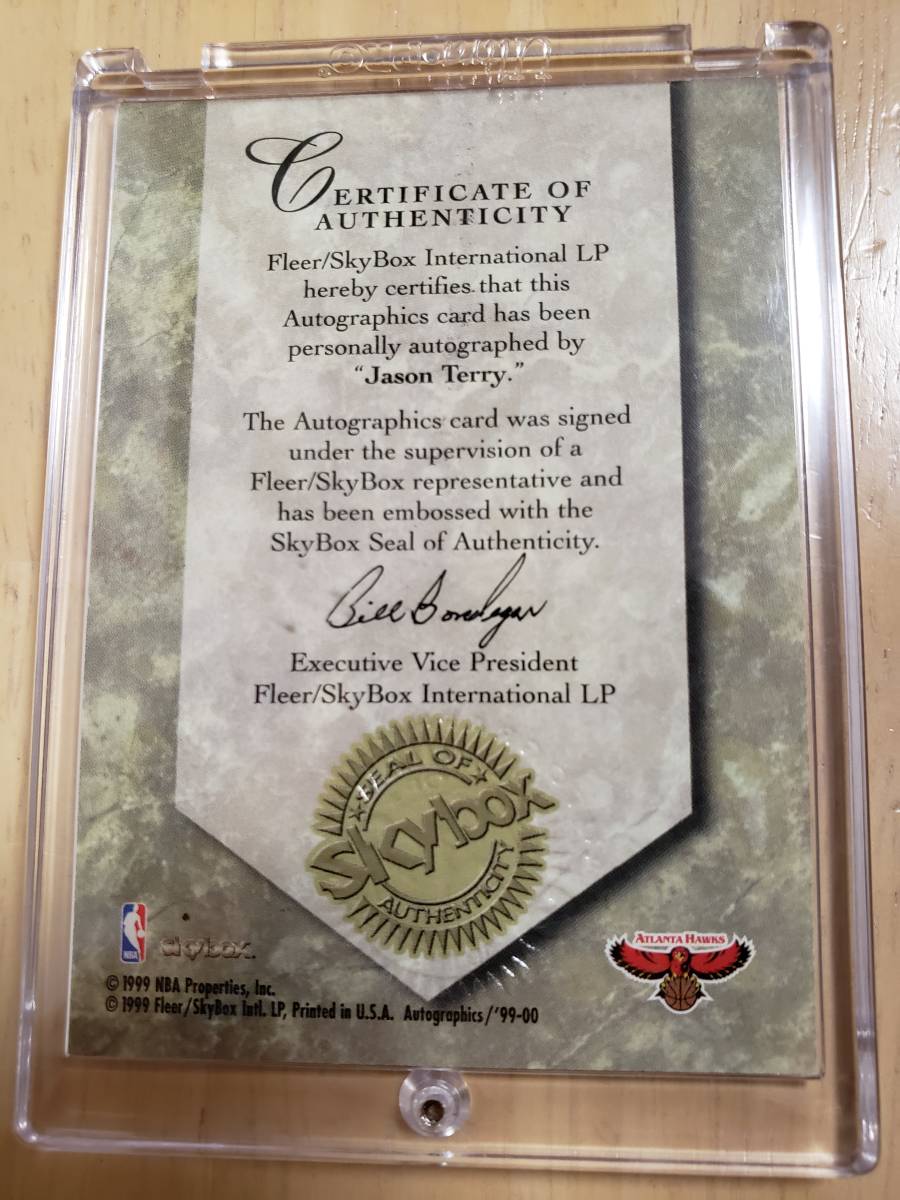 CERTIFICATE OF
AUTHENTICITY
Fleer/SkyBox International LP
hereby certifies that this
Autographics card has been
personally autographed by
“Jason Terry.”
The Autographics card was signed
under the supervision of a
Fleer/SkyBox representative and
has been embossed with the
SkyBox Seal of Authenticity.
Executive Vice President
Fleer/SkyBox International LP
SEAL OF
Skybox
AUTHENTICITY
NBA
skybox
ATLANTA HAWKS
© 1999 NBA Properties, Inc.
© 1999 Fleer/SkyBox Intl. LP, Printed in U.S.A. Autographics/'99-00